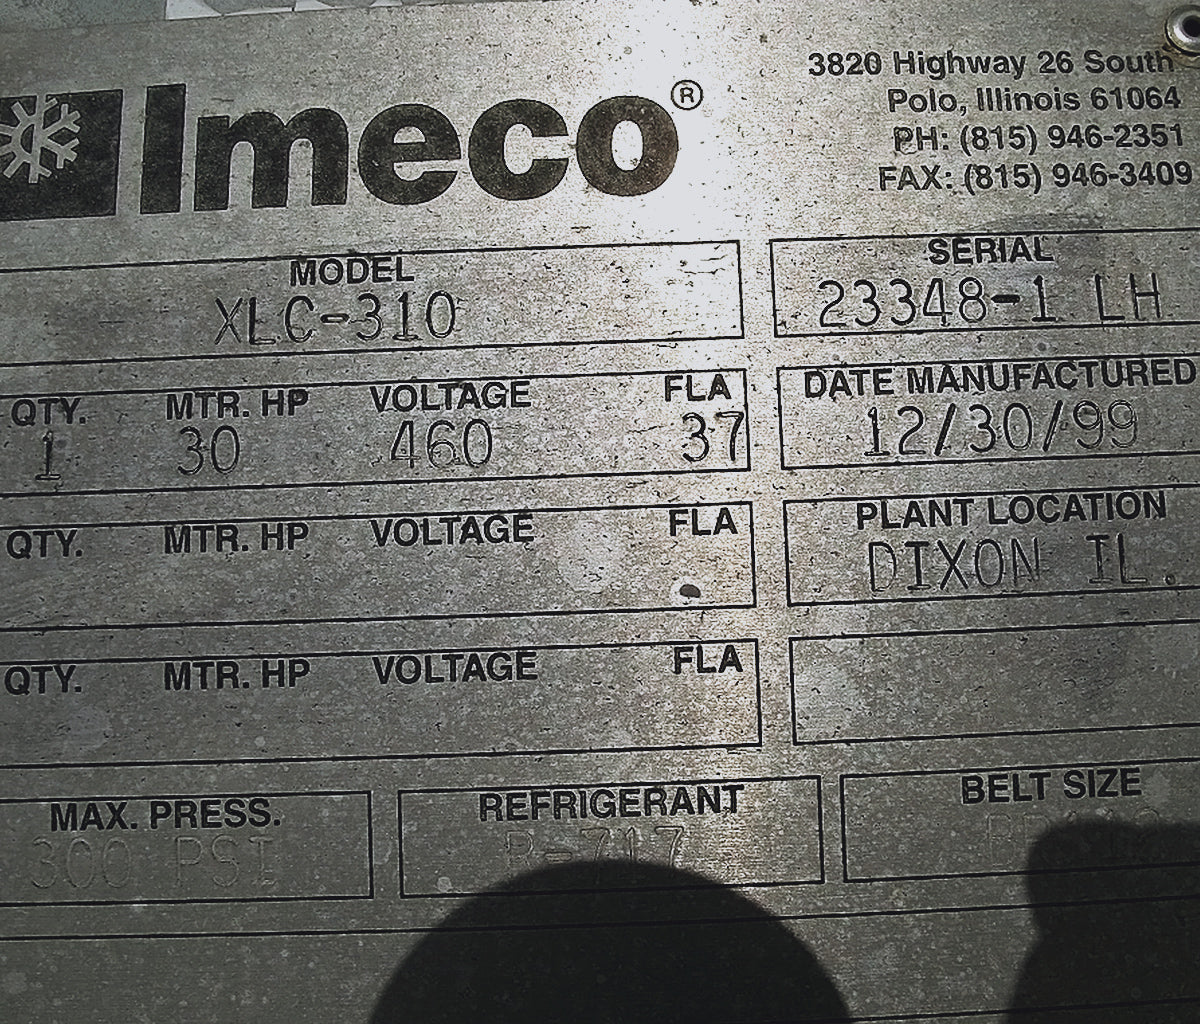 Imeco®
3820 Highway 26 South
Polo, Illinois 61064
PH: (815) 946-2351
FAX: (815) 946-3409
MODEL
XLC-310
SERIAL
23348-1 LH
QTY. MTR. HP VOLTAGE FLA
1 30 460 37
DATE MANUFACTURED
12/30/99
QTY. MTR. HP VOLTAGE FLA
PLANT LOCATION
DIXON IL.
QTY. MTR. HP VOLTAGE FLA
MAX. PRESS.
300 PSI
REFRIGERANT
R-717
BELT SIZE